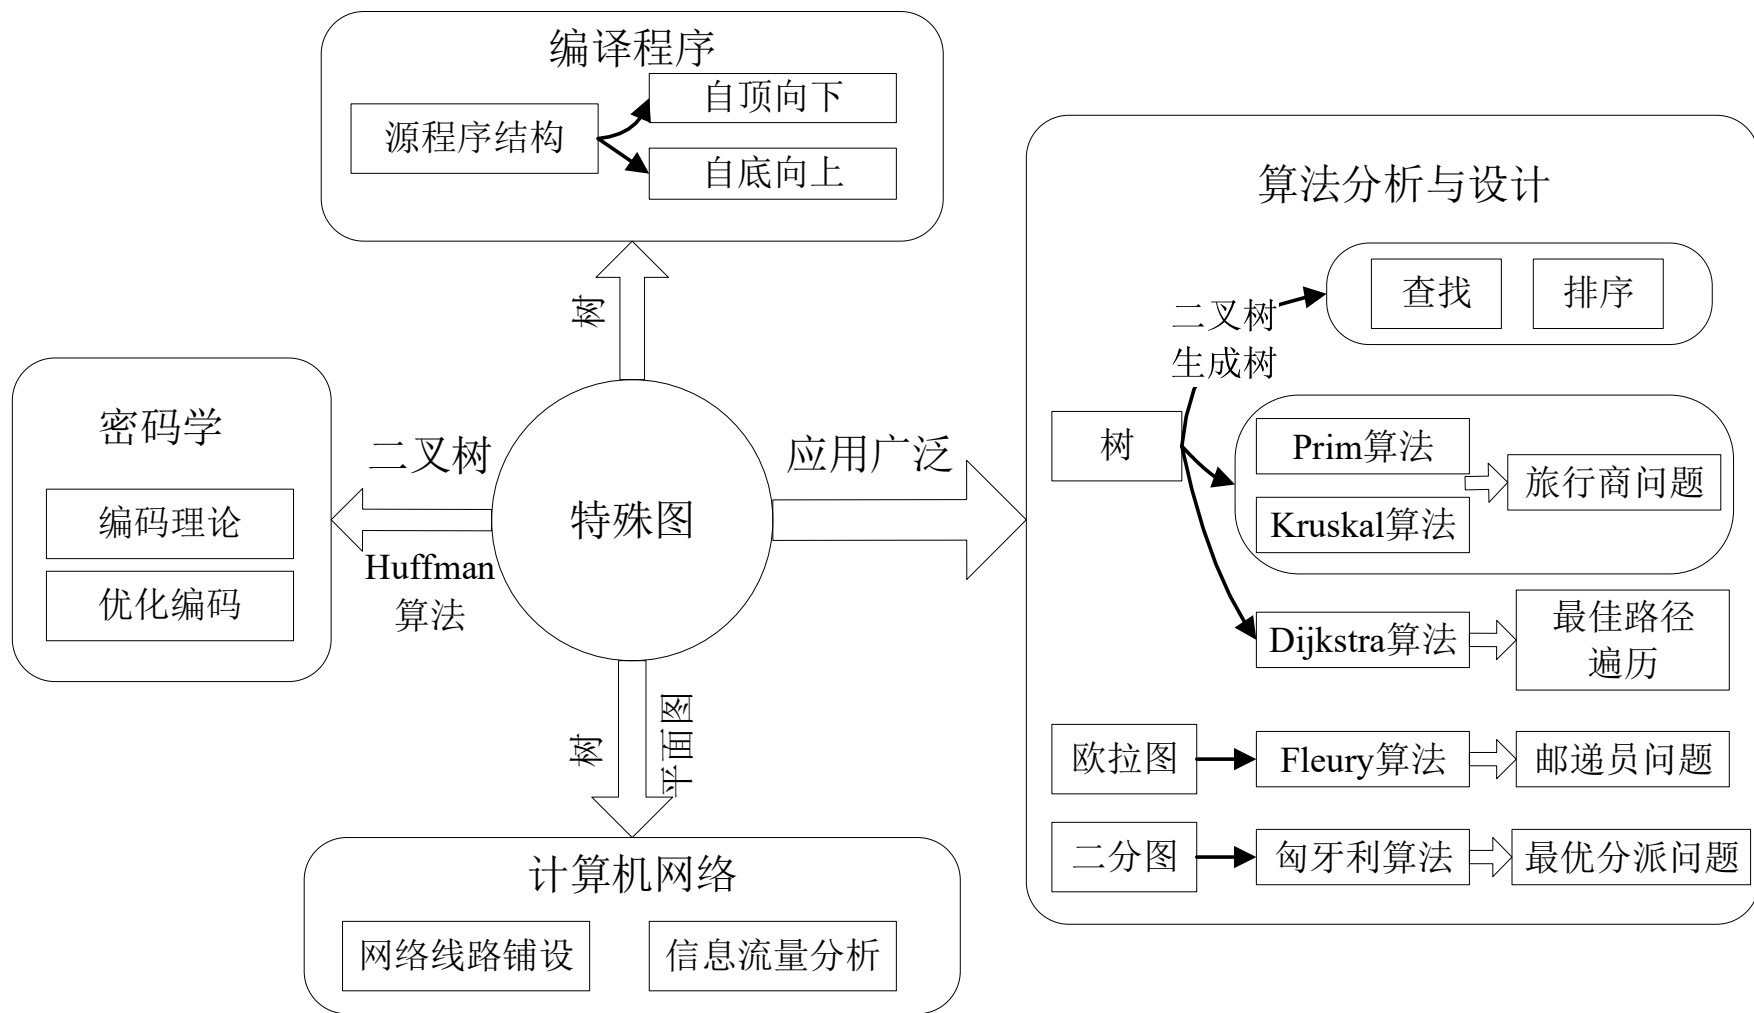 编译程序
源程序结构
自顶向下
自底向上
树
密码学
编码理论
优化编码
二叉树
Huffman
算法
特殊图
应用广泛
树
平面图
计算机网络
网络线路铺设
信息流量分析
算法分析与设计
二叉树
生成树
查找
排序
树
Prim算法
Kruskal算法
旅行商问题
Dijkstra算法
最佳路径
遍历
欧拉图
Fleury算法
邮递员问题
二分图
匈牙利算法
最优分派问题